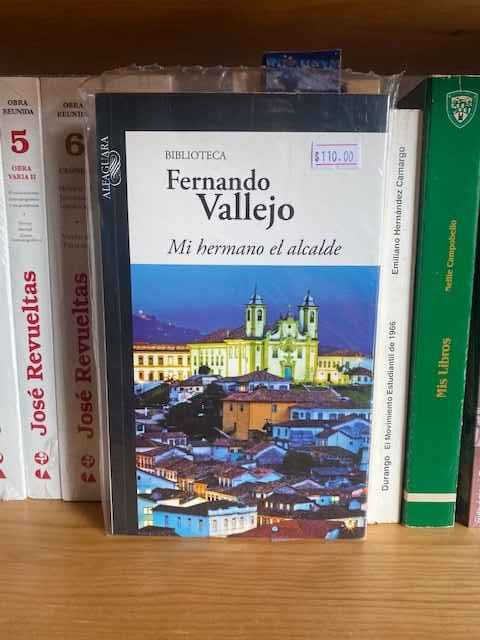 OBRA
REUNIDA
5
OBRA
VARIA II
José Revueltas
OBRA
REUNIDA
6
José Revueltas
ALFAGUARA
BIBLIOTECA
$110.00
Fernando
Vallejo
Mi hermano el alcalde
Durango. El Movimiento Estudiantil de 1966
Emiliano Hernández Camargo
Mis Libros
Nellie Campobello